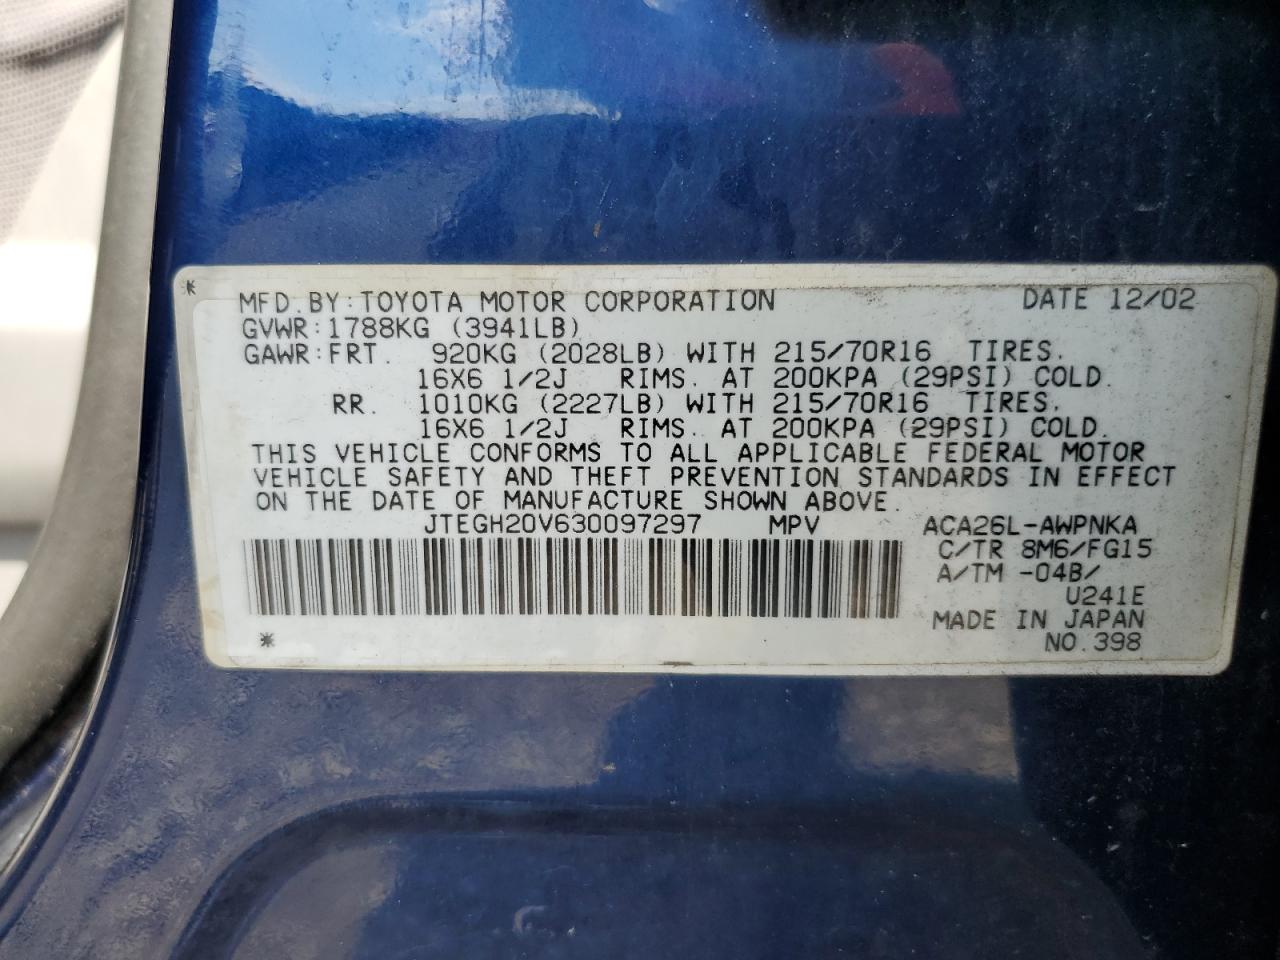 MFD. BY: TOYOTA MOTOR CORPORATION DATE 12/02
GVWR: 1788KG (3941LB)
GAWR: FRT. 920KG (2028LB) WITH 215/70R16 TIRES.
16X6 1/2J RIMS. AT 200KPA (29PSI) COLD.
RR. 1010KG (2227LB) WITH 215/70R16 TIRES.
16X6 1/2J RIMS. AT 200KPA (29PSI) COLD.
THIS VEHICLE CONFORMS TO ALL APPLICABLE FEDERAL MOTOR
VEHICLE SAFETY AND THEFT PREVENTION STANDARDS IN EFFECT
ON THE DATE OF MANUFACTURE SHOWN ABOVE.
JTEGH20V630097297 MPV ACA26L-AWPNKA
C/TR 8M6/FG15
A/TM -04B/
U241E
MADE IN JAPAN
NO.398